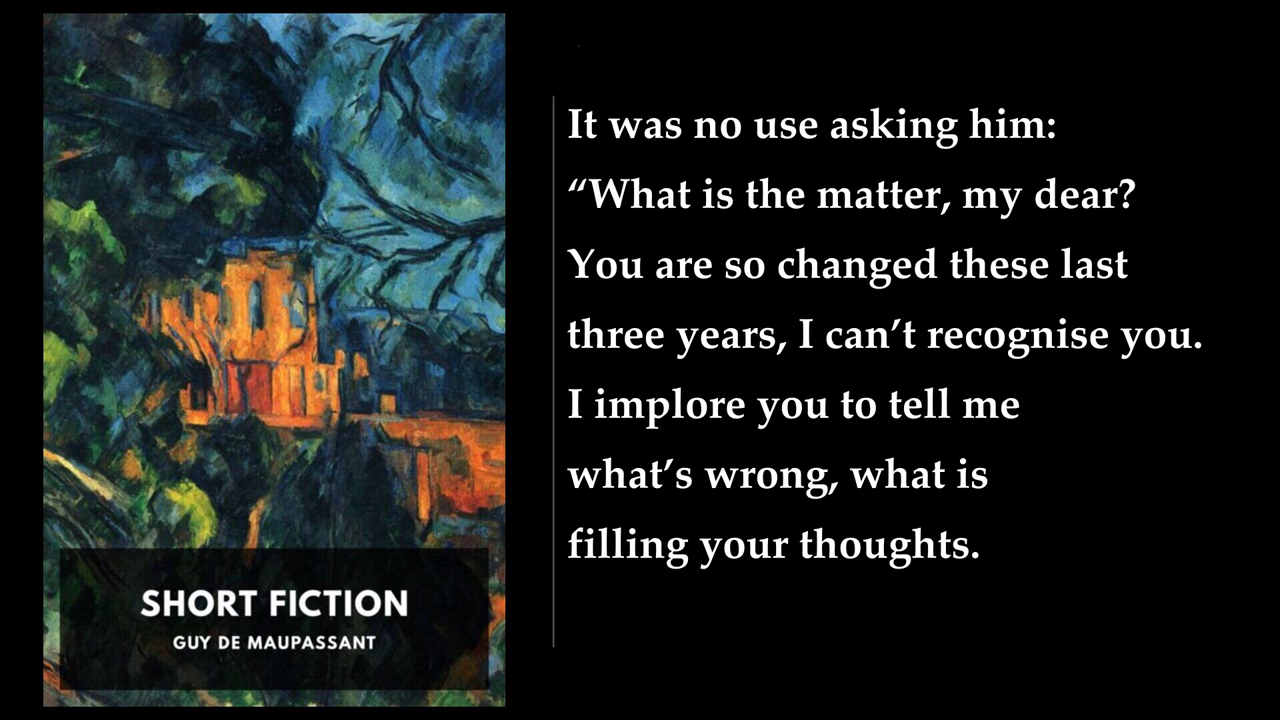 SHORT FICTION
GUY DE MAUPASSANT
It was no use asking him:
“What is the matter, my dear?
You are so changed these last
three years, I can’t recognise you.
I implore you to tell me
what’s wrong, what is
filling your thoughts.